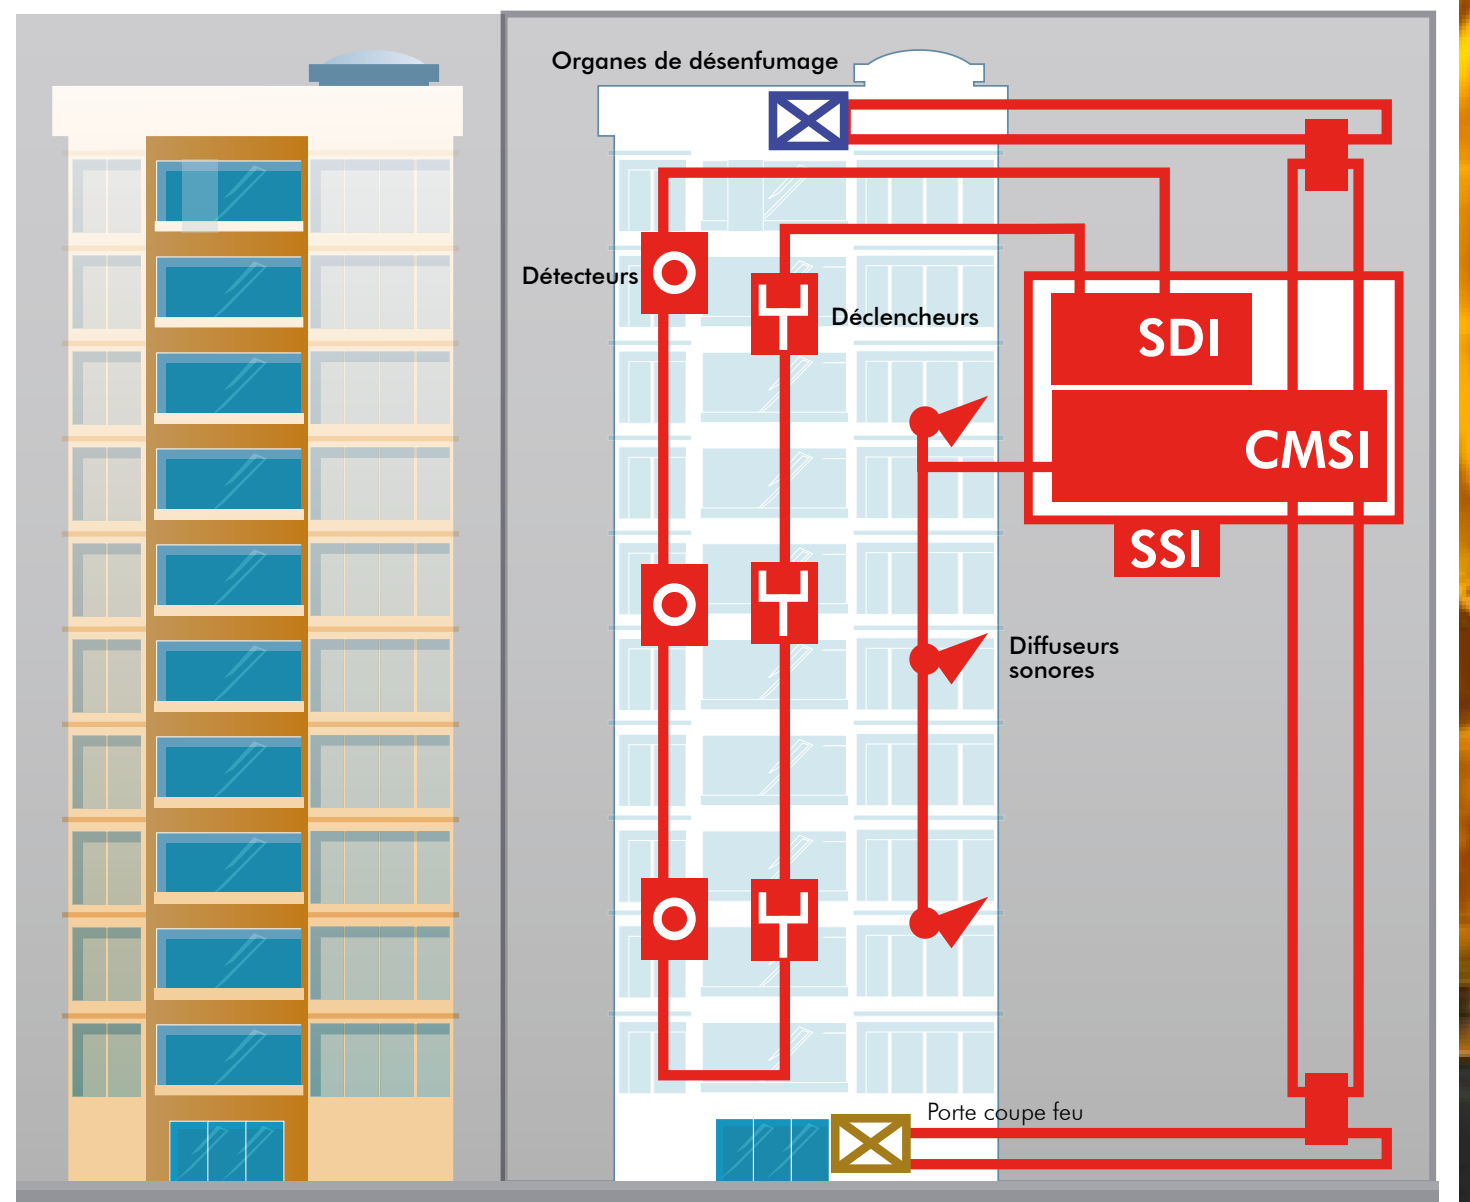 Organes de désenfumage
Détecteurs
Déclencheurs
SDI
CMSI
SSI
Diffuseurs
sonores
Porte coupe feu